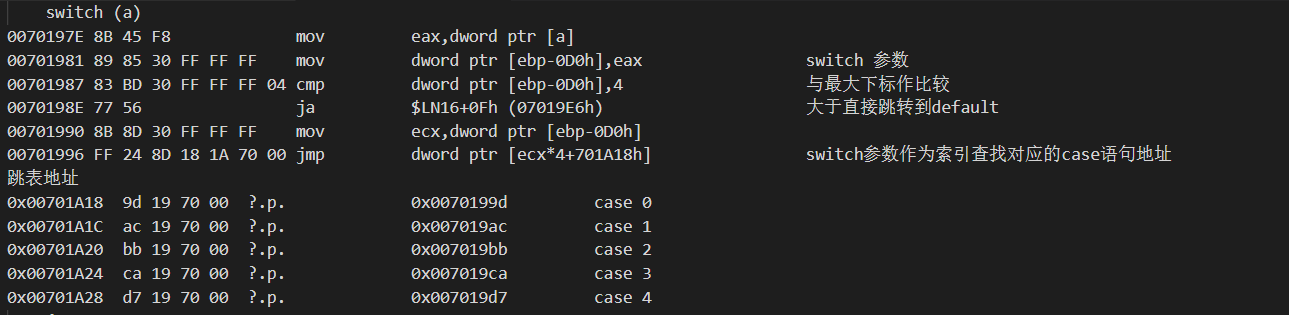 switch (a)
0070197E 8B 45 F8 mov eax,dword ptr [a]
00701981 89 85 30 FF FF FF mov dword ptr [ebp-0D0h],eax switch 参数
00701987 83 BD 30 FF FF FF 04 cmp dword ptr [ebp-0D0h],4 与最大下标作比较
0070198E 77 56 ja $LN16+0Fh (07019E6h) 大于直接跳转到default
00701990 8B 8D 30 FF FF FF mov ecx,dword ptr [ebp-0D0h]
00701996 FF 24 8D 18 1A 70 00 jmp dword ptr [ecx*4+701A18h] switch参数作为索引查找对应的case语句地址
跳表地址
0x00701A18 9d 19 70 00 ?.p. 0x0070199d case 0
0x00701A1C ac 19 70 00 ?.p. 0x007019ac case 1
0x00701A20 bb 19 70 00 ?.p. 0x007019bb case 2
0x00701A24 ca 19 70 00 ?.p. 0x007019ca case 3
0x00701A28 d7 19 70 00 ?.p. 0x007019d7 case 4